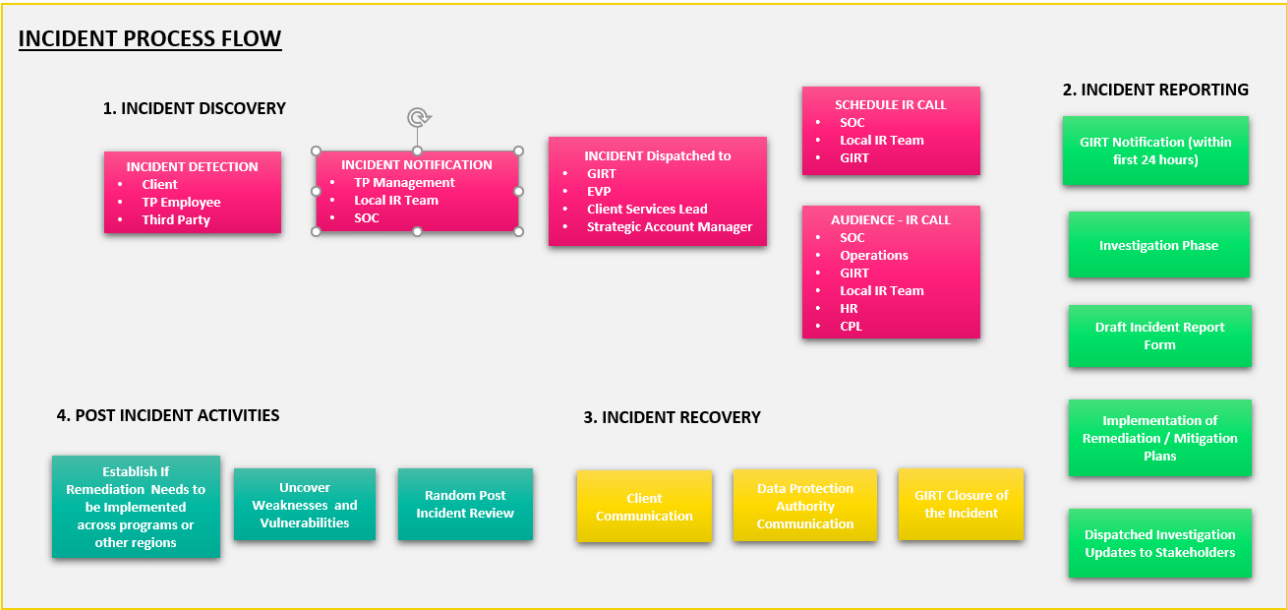 INCIDENT PROCESS FLOW
1. INCIDENT DISCOVERY
INCIDENT DETECTION
• Client
• TP Employee
• Third Party
INCIDENT NOTIFICATION
• TP Management
• Local IR Team
• SOC
INCIDENT Dispatched to
• GIRT
• EVP
• Client Services Lead
• Strategic Account Manager
SCHEDULE IR CALL
• SOC
• Local IR Team
• GIRT
AUDIENCE - IR CALL
• SOC
• Operations
• GIRT
• Local IR Team
• HR
• CPL
2. INCIDENT REPORTING
GIRT Notification (within
first 24 hours)
Investigation Phase
Draft Incident Report
Form
Implementation of
Remediation / Mitigation
Plans
Dispatched Investigation
Updates to Stakeholders
3. INCIDENT RECOVERY
Client
Communication
Data Protection
Authority
Communication
GIRT Closure of
the Incident
4. POST INCIDENT ACTIVITIES
Establish If
Remediation Needs to
be Implemented
across programs or
other regions
Uncover
Weaknesses and
Vulnerabilities
Random Post
Incident Review